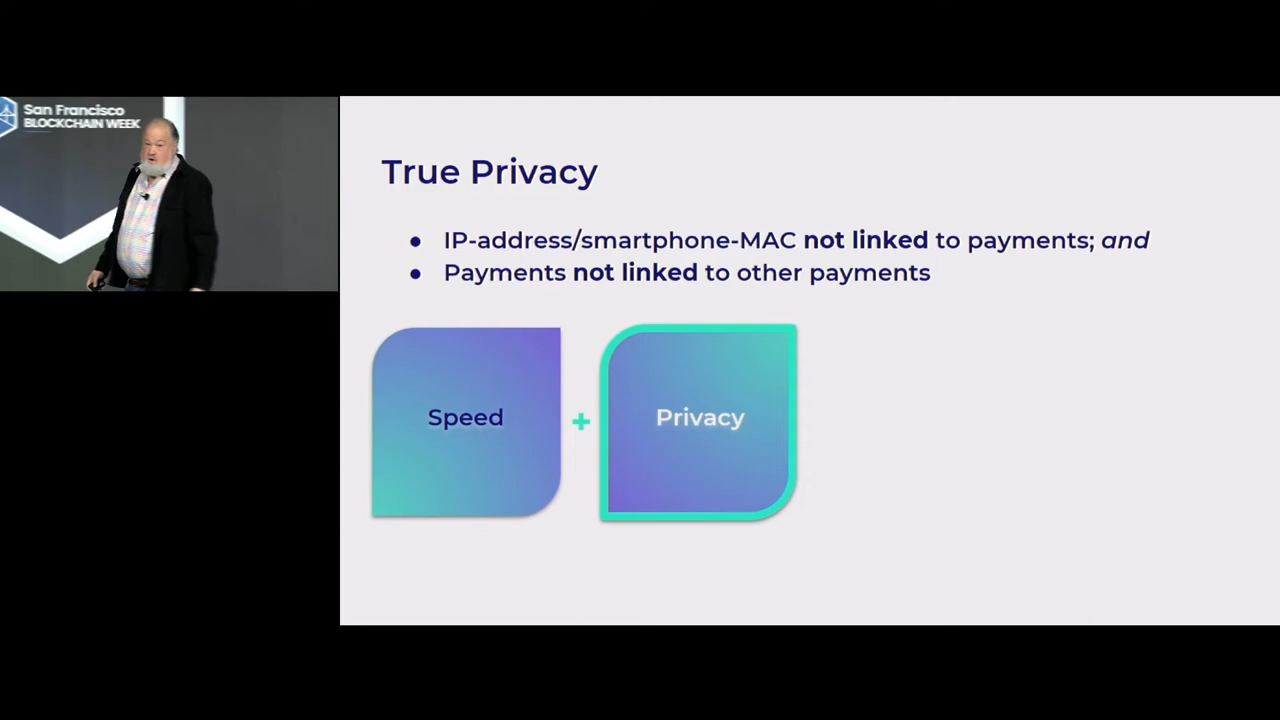 San Francisco
BLOCKCHAIN WEEK
True Privacy
● IP-address/smartphone-MAC not linked to payments; and
● Payments not linked to other payments
Speed
+
Privacy